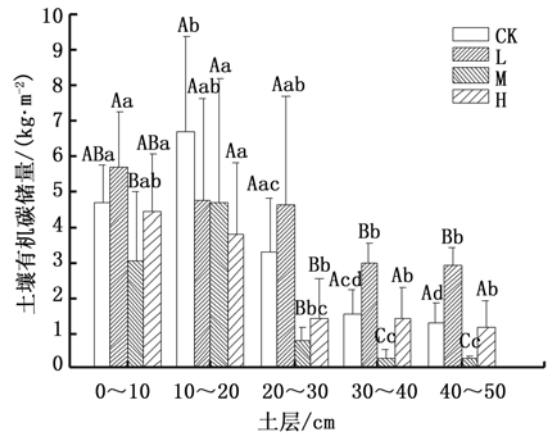 土壤有机碳储量/(kg·m-2)
10
9
8
7
6
5
4
3
2
1
0
CK
L
M
H
ABa
Aa
Bab
ABa
Ab
Aab
Aa
Aa
Aac
Aab
Bbc
Bb
Acd
Bb
Cc
Ab
Ad
Bb
Cc
Ab
0～10
10～20
20～30
30～40
40～50
土层/cm